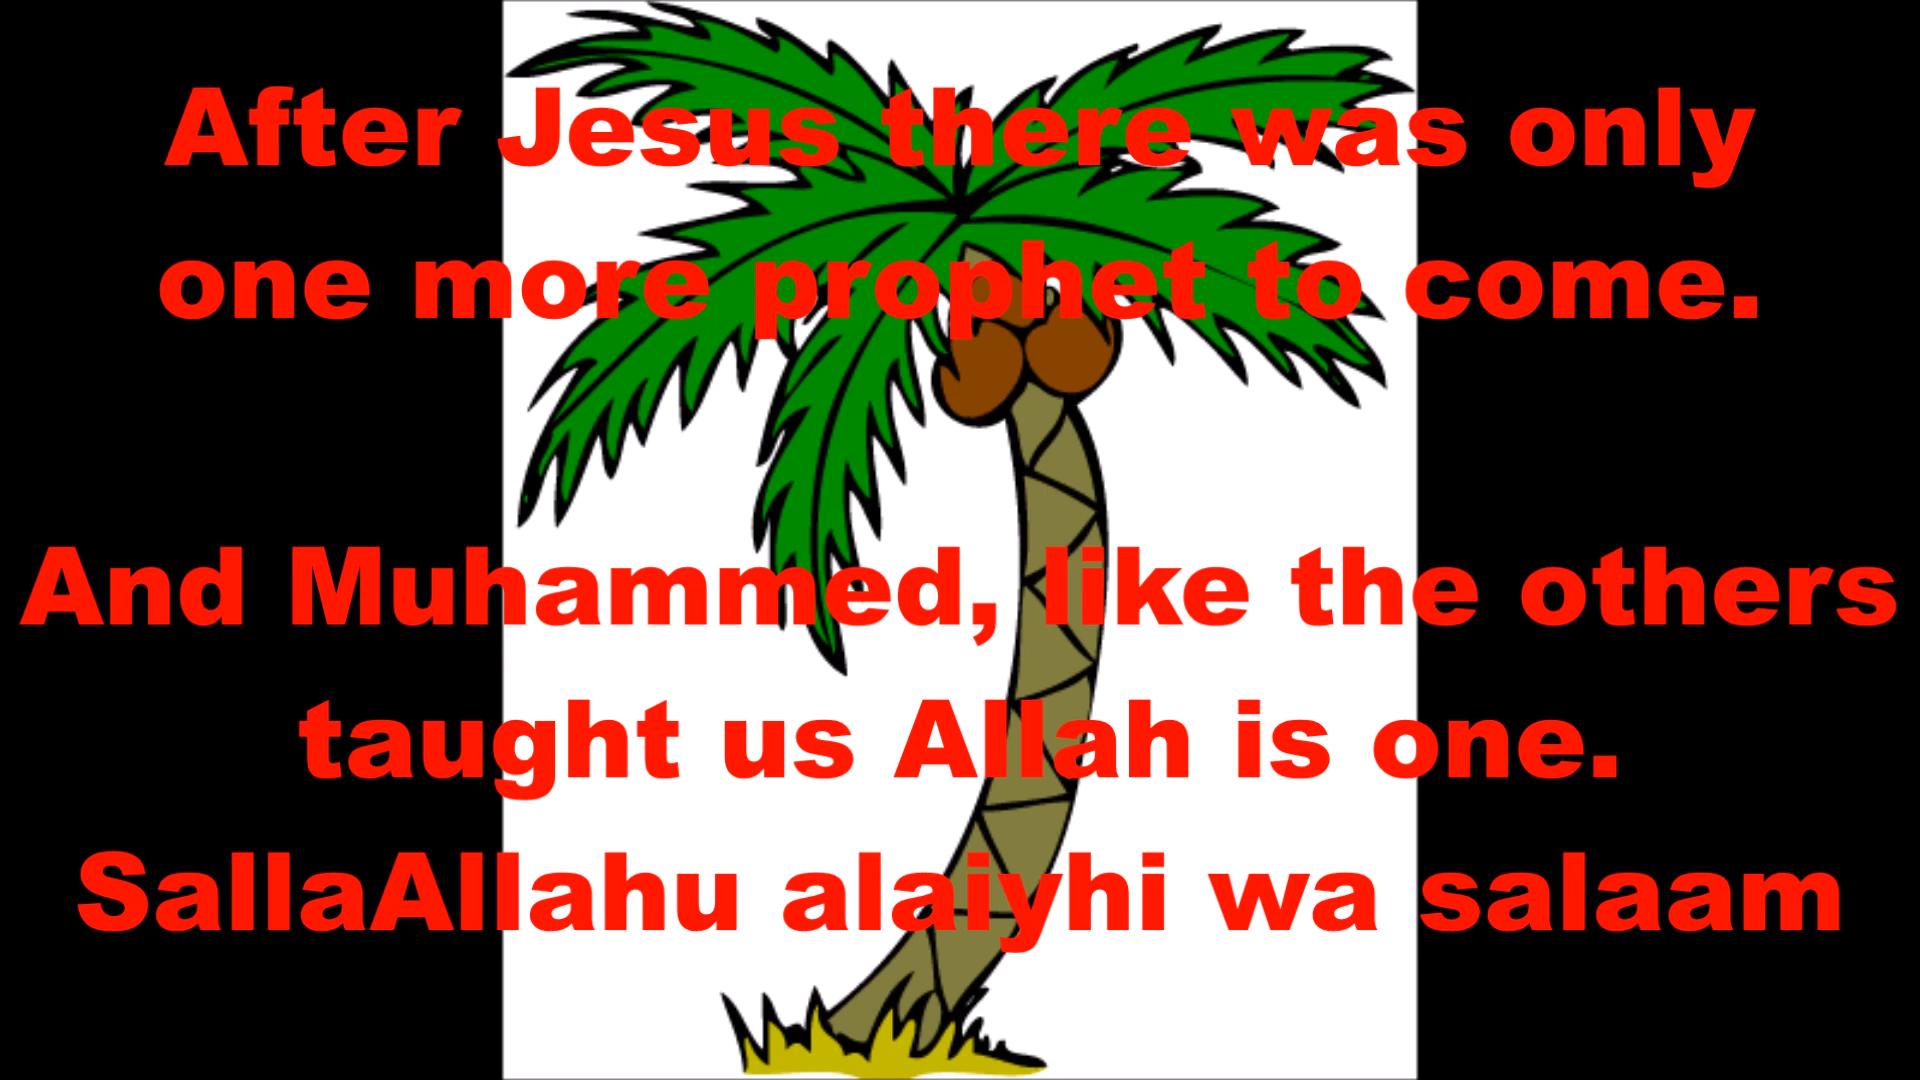 After Jesus there was only
one more prophet to come.
And Muhammed, like the others
taught us Allah is one.
SallaAllahu alaiyhi wa salaam